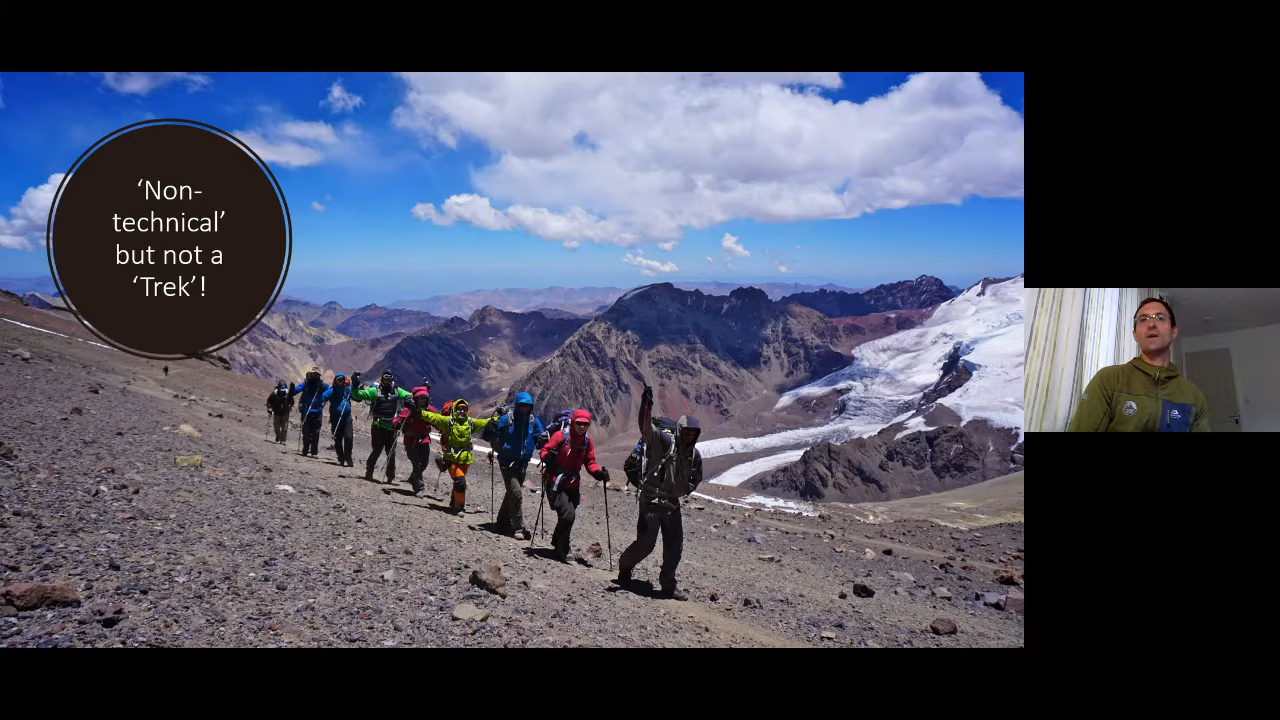 ‘Non-
technical’
but not a
‘Trek’!